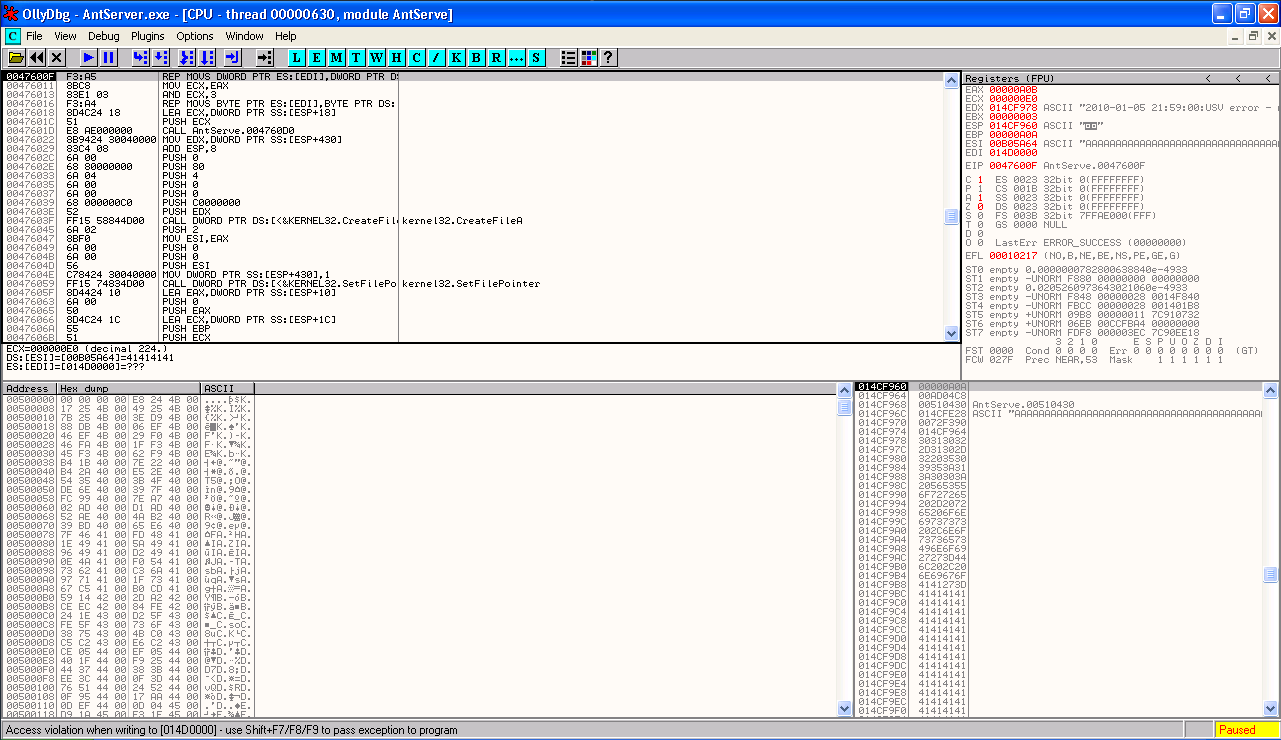 OllyDbg - AntServer.exe - [CPU - thread 00000630, module AntServe]
C File View Debug Plugins Options Window Help
L E M T W H C / K B R ... S ?
0047600F F3:A5 REP MOVS DWORD PTR ES:[EDI],DWORD PTR DS
00476011 8BC8 MOV ECX,EAX
00476013 83E1 03 AND ECX,3
00476016 F3:A4 REP MOVS BYTE PTR ES:[EDI],BYTE PTR DS:
00476018 8D4C24 18 LEA ECX,DWORD PTR SS:[ESP+18]
0047601C 51 PUSH ECX
0047601D E8 AE000000 CALL AntServe.004760D0
00476022 8B9424 30040000 MOV EDX,DWORD PTR SS:[ESP+430]
00476029 83C4 08 ADD ESP,8
0047602C 6A 00 PUSH 0
0047602E 68 80000000 PUSH 80
00476033 6A 04 PUSH 4
00476035 6A 00 PUSH 0
00476037 6A 00 PUSH 0
00476039 68 000000C0 PUSH C0000000
0047603E 52 PUSH EDX
0047603F FF15 58844D00 CALL DWORD PTR DS:[<&KERNEL32.CreateFil kernel32.CreateFileA
00476045 6A 02 PUSH 2
00476047 8BF0 MOV ESI,EAX
00476049 6A 00 PUSH 0
0047604B 6A 00 PUSH 0
0047604D 56 PUSH ESI
0047604E C78424 30040000 MOV DWORD PTR SS:[ESP+430],1
00476059 FF15 74834D00 CALL DWORD PTR DS:[<&KERNEL32.SetFilePo kernel32.SetFilePointer
0047605F 8D4424 10 LEA EAX,DWORD PTR SS:[ESP+10]
00476063 6A 00 PUSH 0
00476065 50 PUSH EAX
00476066 8D4C24 1C LEA ECX,DWORD PTR SS:[ESP+1C]
0047606A 55 PUSH EBP
0047606B 51 PUSH ECX
ECX=000000E0 (decimal 224.)
DS:[ESI]=[00B05A64]=41414141
ES:[EDI]=[014D0000]=???
Registers (FPU) < < <
EAX 00000A0B
ECX 000000E0
EDX 014CF978 ASCII "2010-01-05 21:59:00:USV error -
EBX 00000003
ESP 014CF960 ASCII "
EBP 00000A0A
ESI 00B05A64 ASCII "AAAAAAAAAAAAAAAAAAAAAAAAAAAAA
EDI 014D0000
EIP 0047600F AntServe.0047600F
C 1 ES 0023 32bit 0(FFFFFFFF)
P 1 CS 001B 32bit 0(FFFFFFFF)
A 1 SS 0023 32bit 0(FFFFFFFF)
Z 0 DS 0023 32bit 0(FFFFFFFF)
S 0 FS 003B 32bit 7FFAE000(FFF)
T 0 GS 0000 NULL
D 0
O 0 LastErr ERROR_SUCCESS (00000000)
EFL 00010217 (NO,B,NE,BE,NS,PE,GE,G)
ST0 empty 0.0000000782800638840e-4933
ST1 empty -UNORM F880 00000000 00000000
ST2 empty 0.0205260973643021060e-4933
ST3 empty -UNORM F848 00000028 0014F840
ST4 empty -UNORM FBCC 00000028 001401B8
ST5 empty +UNORM 09B8 00000011 7C910732
ST6 empty +UNORM 06EB 00CCFBA4 00000000
ST7 empty -UNORM FDF8 000003EC 7C90EE18
3 2 1 0 E S P U O Z D I
FST 0000 Cond 0 0 0 0 Err 0 0 0 0 0 0 0 0 (GT)
FCW 027F Prec NEAR,53 Mask 1 1 1 1 1 1
Address Hex dump ASCII
00500000 00 00 00 00 E8 24 4B 00
00500008 17 25 4B 00 49 25 4B 00
00500010 7B 25 4B 00 3E D9 4B 00
00500018 88 DB 4B 00 06 EF 4B 00
00500020 46 EF 4B 00 29 F0 4B 00
00500028 46 FA 4B 00 1F F3 4B 00
00500030 45 F3 4B 00 62 F9 4B 00
00500038 B4 1B 40 00 7E 22 40 00
00500040 B4 2A 40 00 E5 2E 40 00
00500048 54 35 40 00 3B 4F 40 00
00500050 DE 6E 40 00 39 7F 40 00
00500058 FC 99 40 00 7E A7 40 00
00500060 02 AD 40 00 D1 AD 40 00
00500068 52 AE 40 00 4A B2 40 00
00500070 39 BD 40 00 65 E6 40 00
00500078 7F 46 41 00 FD 48 41 00
00500080 1E 49 41 00 5A 49 41 00
00500088 96 49 41 00 D2 49 41 00
00500090 0E 4A 41 00 F0 54 41 00
00500098 73 62 41 00 C3 6A 41 00
005000A0 97 71 41 00 1F 73 41 00
005000A8 67 C5 41 00 B0 CD 41 00
005000B0 59 14 42 00 2D A2 42 00
005000B8 CE EC 42 00 84 FE 42 00
005000C0 24 1E 43 00 D2 5F 43 00
005000C8 FE 5F 43 00 73 6F 43 00
005000D0 38 75 43 00 4B C0 43 00
005000D8 C5 C2 43 00 E6 C2 43 00
005000E0 CE 05 44 00 EF 05 44 00
005000E8 40 1F 44 00 F9 25 44 00
005000F0 44 37 44 00 38 3B 44 00
005000F8 EE 3C 44 00 0F 3D 44 00
00500100 76 51 44 00 24 52 44 00
00500108 0F 95 44 00 17 AA 44 00
00500110 0D EF 44 00 0D 04 45 00
00500118 D9 1A 45 00 F3 1F 45 00
014CF960 00000A0A
014CF964 00AD04C8
014CF968 00510430 AntServe.00510430
014CF96C 014CFE28 ASCII "AAAAAAAAAAAAAAAAAAAAAAAAAAAAAAAAAAAAAA
014CF970 0072F390
014CF974 014CF964
014CF978 30313032
014CF97C 2D31302D
014CF980 32203530
014CF984 39353A31
014CF988 3A30303A
014CF98C 20565355
014CF990 6F727265
014CF994 202D2072
014CF998 65206F6E
014CF99C 69737373
014CF9A0 202C6E6F
014CF9A4 73736573
014CF9A8 496E6F69
014CF9AC 27273D44
014CF9B0 6C202C20
014CF9B4 6E69676F
014CF9B8 4141273D
014CF9BC 41414141
014CF9C0 41414141
014CF9C4 41414141
014CF9C8 41414141
014CF9CC 41414141
014CF9D0 41414141
014CF9D4 41414141
014CF9D8 41414141
014CF9DC 41414141
014CF9E0 41414141
014CF9E4 41414141
014CF9E8 41414141
014CF9EC 41414141
014CF9F0 41414141
Access violation when writing to [014D0000] - use Shift+F7/F8/F9 to pass exception to program
Paused